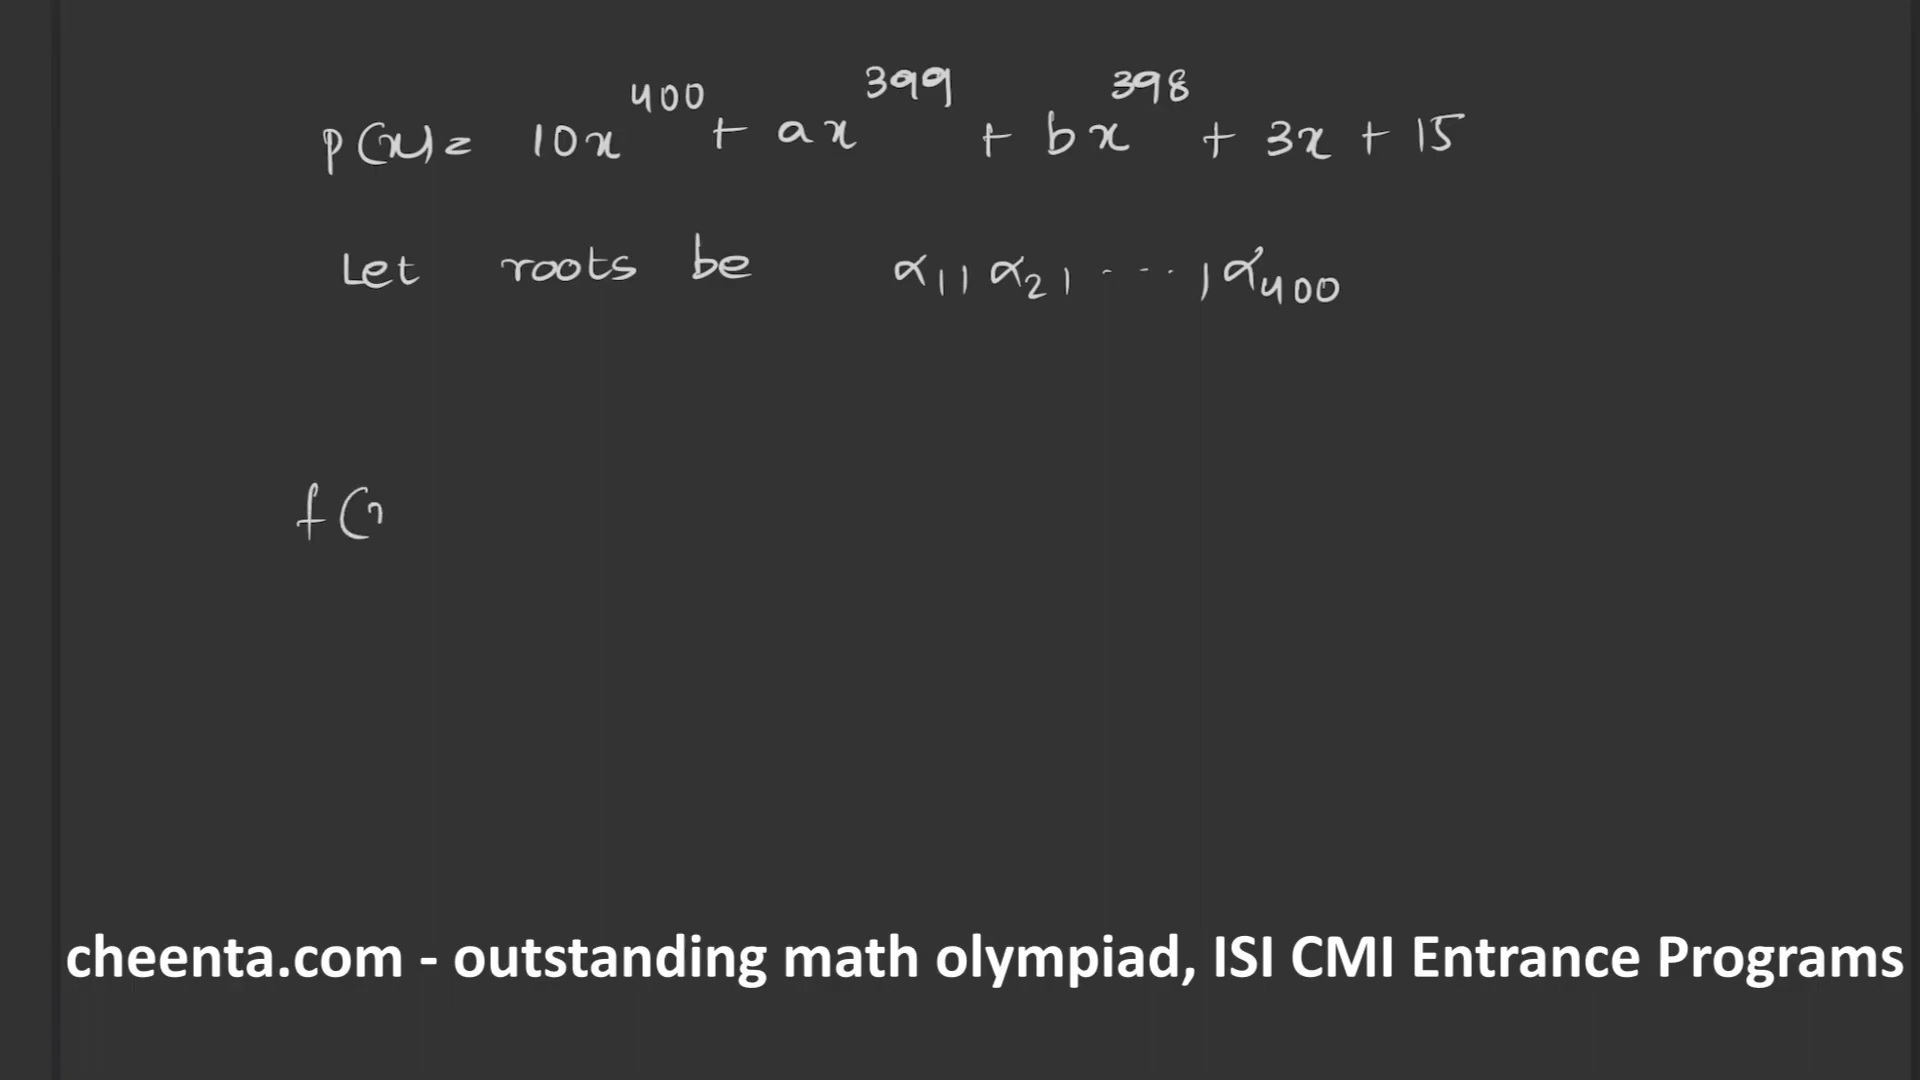 p(x)= 10x^400 + ax^399 + bx^398 + 3x + 15
Let roots be α₁, α₂, ..., α₄₀₀
f(
cheenta.com - outstanding math olympiad, ISI CMI Entrance Programs